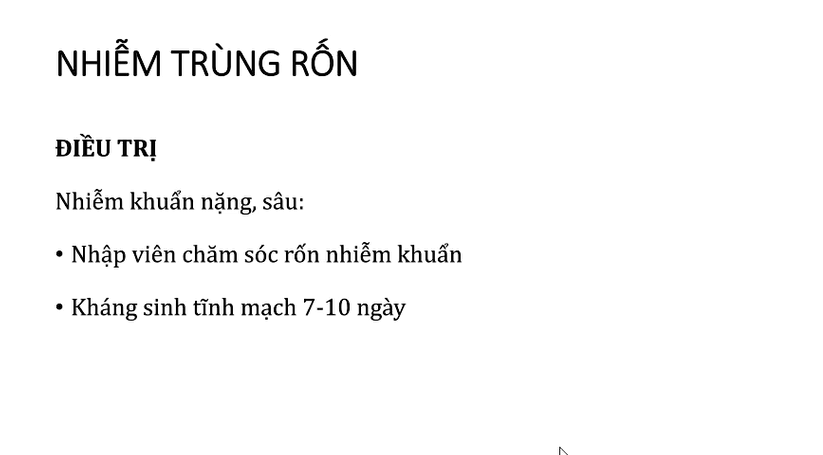 NHIỄM TRÙNG RỐN
ĐIỀU TRỊ
Nhiễm khuẩn nặng, sâu:
• Nhập viên chăm sóc rốn nhiễm khuẩn
• Kháng sinh tĩnh mạch 7-10 ngày